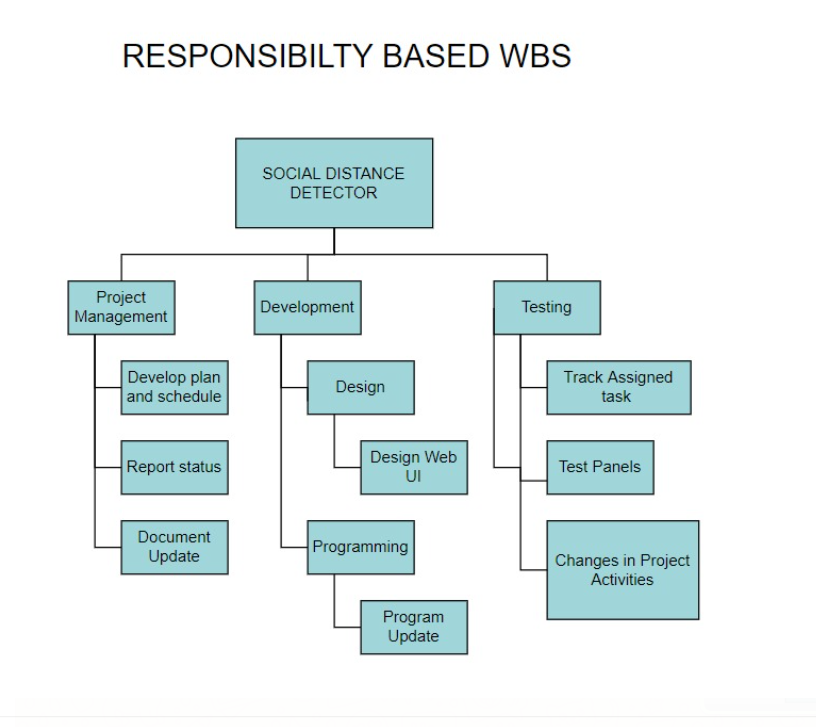 RESPONSIBILTY BASED WBS
SOCIAL DISTANCE
DETECTOR
Project
Management
Development
Testing
Develop plan
and schedule
Design
Track Assigned
task
Report status
Design Web
UI
Test Panels
Document
Update
Programming
Changes in Project
Activities
Program
Update